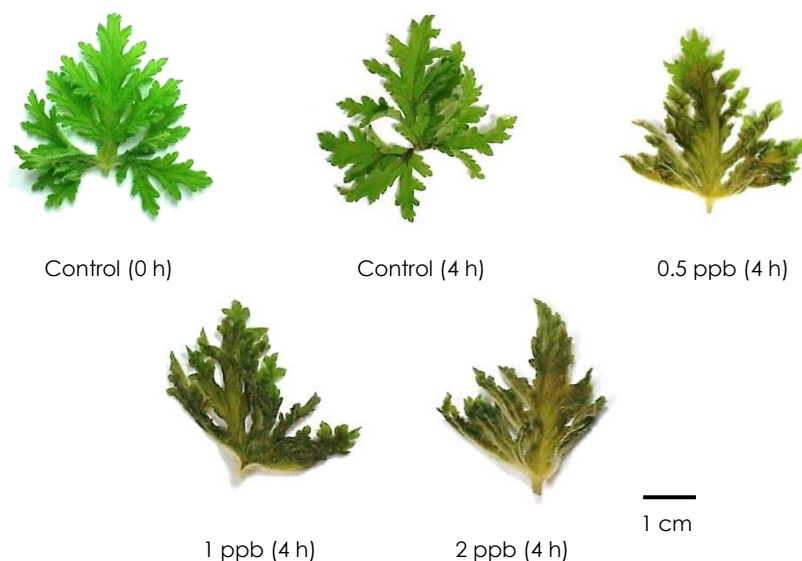 Control (0 h)
Control (4 h)
0.5 ppb (4 h)
1 ppb (4 h)
2 ppb (4 h)
1 cm